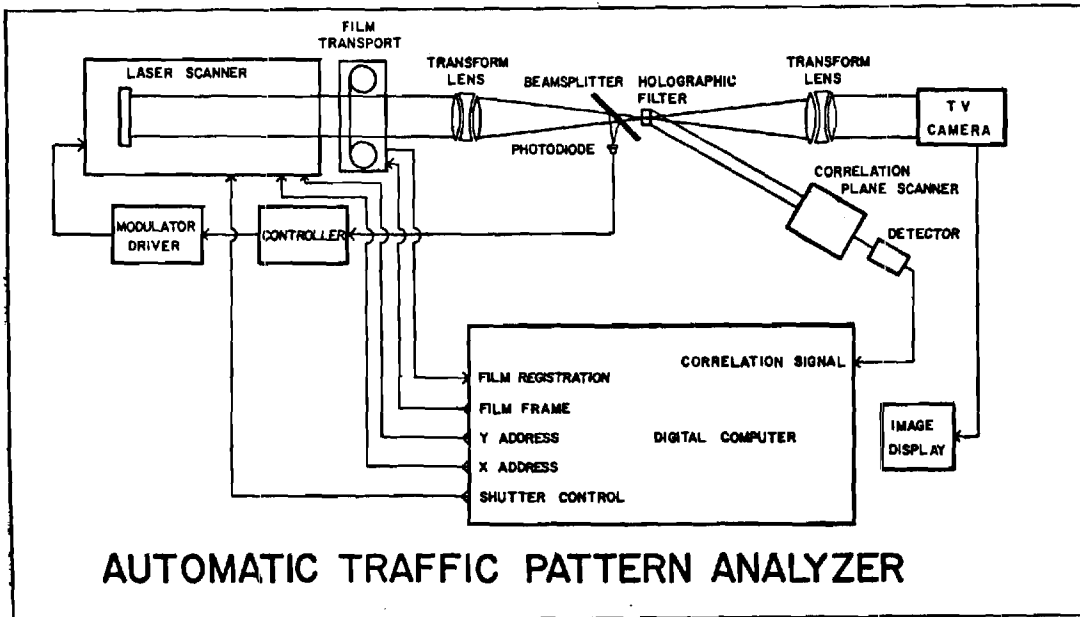 FILM
TRANSPORT
LASER SCANNER
TRANSFORM
LENS
BEAMSPLITTER
HOLOGRAPHIC
FILTER
TRANSFORM
LENS
TV
CAMERA
PHOTODIODE
CORRELATION
PLANE SCANNER
MODULATOR
DRIVER
CONTROLLER
DETECTOR
CORRELATION SIGNAL
FILM REGISTRATION
FILM FRAME
Y ADDRESS
DIGITAL COMPUTER
X ADDRESS
SHUTTER CONTROL
IMAGE
DISPLAY
AUTOMATIC TRAFFIC PATTERN ANALYZER